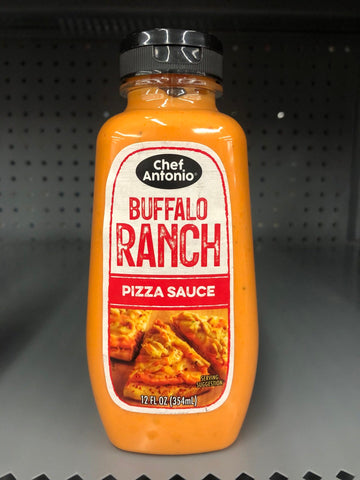 Chef
Antonio®
BUFFALO
RANCH
PIZZA SAUCE
SERVING
SUGGESTION
12 FL OZ (354mL)